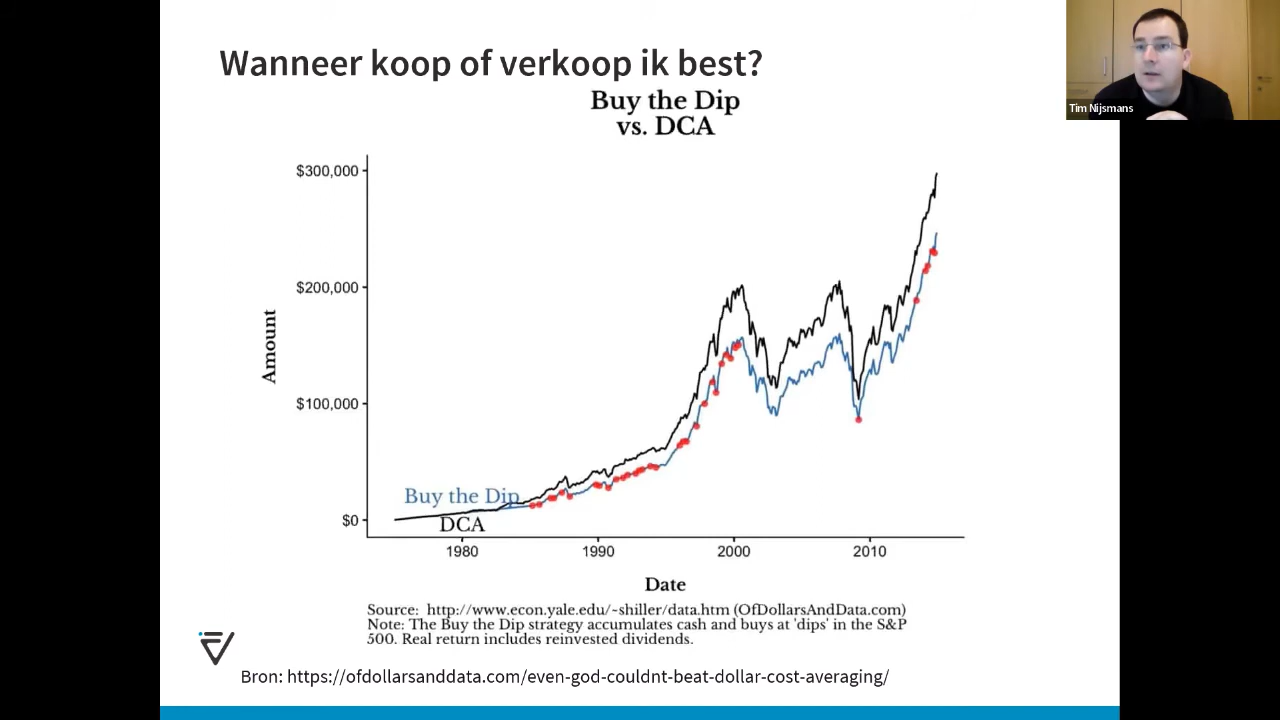 Wanneer koop of verkoop ik best?
Tim Nijsmans
Buy the Dip
vs. DCA
$300,000
$200,000
$100,000
$0
Amount
Buy the Dip
DCA
1980 1990 2000 2010
Date
Source: http://www.econ.yale.edu/~shiller/data.htm (OfDollarsAndData.com)
Note: The Buy the Dip strategy accumulates cash and buys at 'dips' in the S&P
500. Real return includes reinvested dividends.
Bron: https://ofdollarsanddata.com/even-god-couldnt-beat-dollar-cost-averaging/